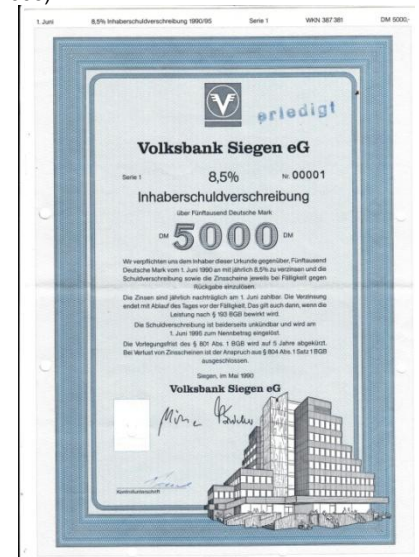 1. Juni 8,5% Inhaberschuldverschreibung 1990/95 Serie 1 WKN 387 381 DM 5000,-
erledigt
Volksbank Siegen eG
Serie 1 8,5% Nr. 00001
Inhaberschuldverschreibung
über Fünftausend Deutsche Mark
DM 5000 DM
Wir verpflichten uns dem Inhaber dieser Urkunde gegenüber, Fünftausend
Deutsche Mark vom 1. Juni 1990 an mit jährlich 8,5% zu verzinsen und die
Schuldverschreibung sowie die Zinsscheine jeweils bei Fälligkeit gegen
Rückgabe einzulösen.
Die Zinsen sind jährlich nachträglich am 1. Juni zahlbar. Die Verzinsung
endet mit Ablauf des Tages vor der Fälligkeit. Das gilt auch dann, wenn die
Leistung nach § 193 BGB bewirkt wird.
Die Schuldverschreibung ist beiderseits unkündbar und wird am
1. Juni 1995 zum Nennbetrag eingelöst.
Die Vorlegungsfrist des § 801 Abs. 1 BGB wird auf 5 Jahre abgekürzt.
Bei Verlust von Zinsscheinen ist der Anspruch aus § 804 Abs. 1 Satz 1 BGB
ausgeschlossen.
Siegen, im Mai 1990
Volksbank Siegen eG
Kontrollunterschrift